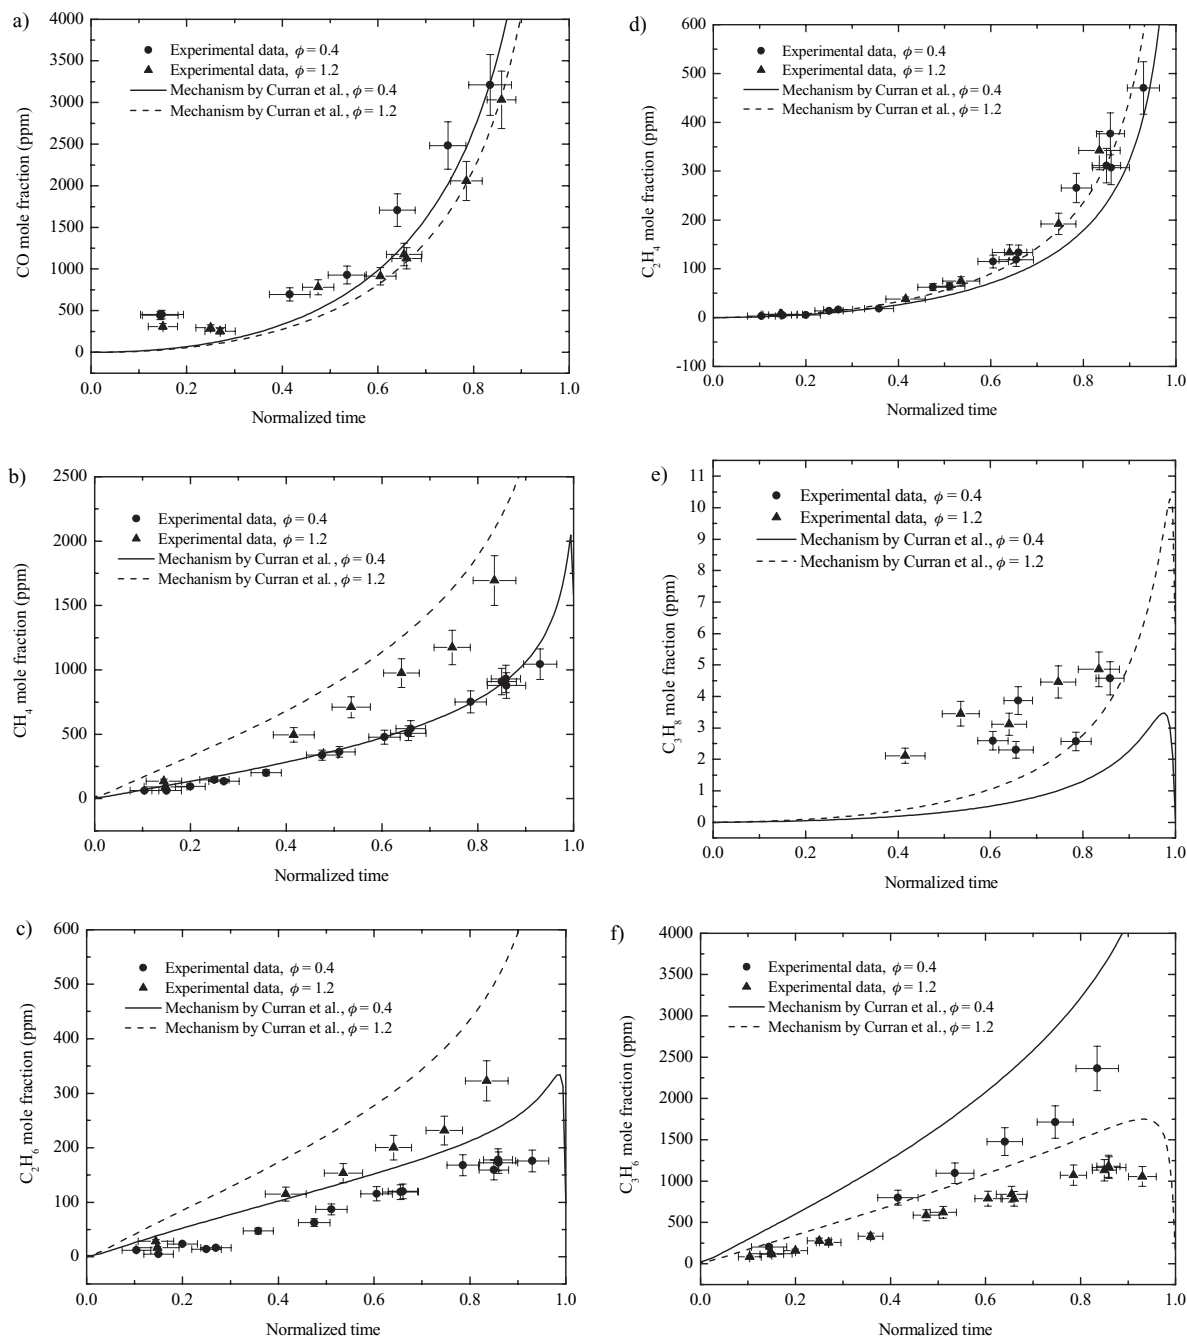 a)
4000
3500
3000
2500
2000
1500
1000
500
0
CO mole fraction (ppm)
Experimental data, ϕ = 0.4
Experimental data, ϕ = 1.2
Mechanism by Curran et al., ϕ = 0.4
Mechanism by Curran et al., ϕ = 1.2
0.0 0.2 0.4 0.6 0.8 1.0
Normalized time
d)
600
500
400
300
200
100
0
-100
C2H4 mole fraction (ppm)
Experimental data, ϕ = 0.4
Experimental data, ϕ = 1.2
Mechanism by Curran et al., ϕ = 0.4
Mechanism by Curran et al., ϕ = 1.2
0.0 0.2 0.4 0.6 0.8 1.0
Normalized time
b)
2500
2000
1500
1000
500
0
CH4 mole fraction (ppm)
Experimental data, ϕ = 0.4
Experimental data, ϕ = 1.2
Mechanism by Curran et al., ϕ = 0.4
Mechanism by Curran et al., ϕ = 1.2
0.0 0.2 0.4 0.6 0.8 1.0
Normalized time
e)
11
10
9
8
7
6
5
4
3
2
1
0
C3H8 mole fraction (ppm)
Experimental data, ϕ = 0.4
Experimental data, ϕ = 1.2
Mechanism by Curran et al., ϕ = 0.4
Mechanism by Curran et al., ϕ = 1.2
0.0 0.2 0.4 0.6 0.8 1.0
Normalized time
c)
600
500
400
300
200
100
0
C2H6 mole fraction (ppm)
Experimental data, ϕ = 0.4
Experimental data, ϕ = 1.2
Mechanism by Curran et al., ϕ = 0.4
Mechanism by Curran et al., ϕ = 1.2
0.0 0.2 0.4 0.6 0.8 1.0
Normalized time
f)
4000
3500
3000
2500
2000
1500
1000
500
0
C3H6 mole fraction (ppm)
Experimental data, ϕ = 0.4
Experimental data, ϕ = 1.2
Mechanism by Curran et al., ϕ = 0.4
Mechanism by Curran et al., ϕ = 1.2
0.0 0.2 0.4 0.6 0.8 1.0
Normalized time